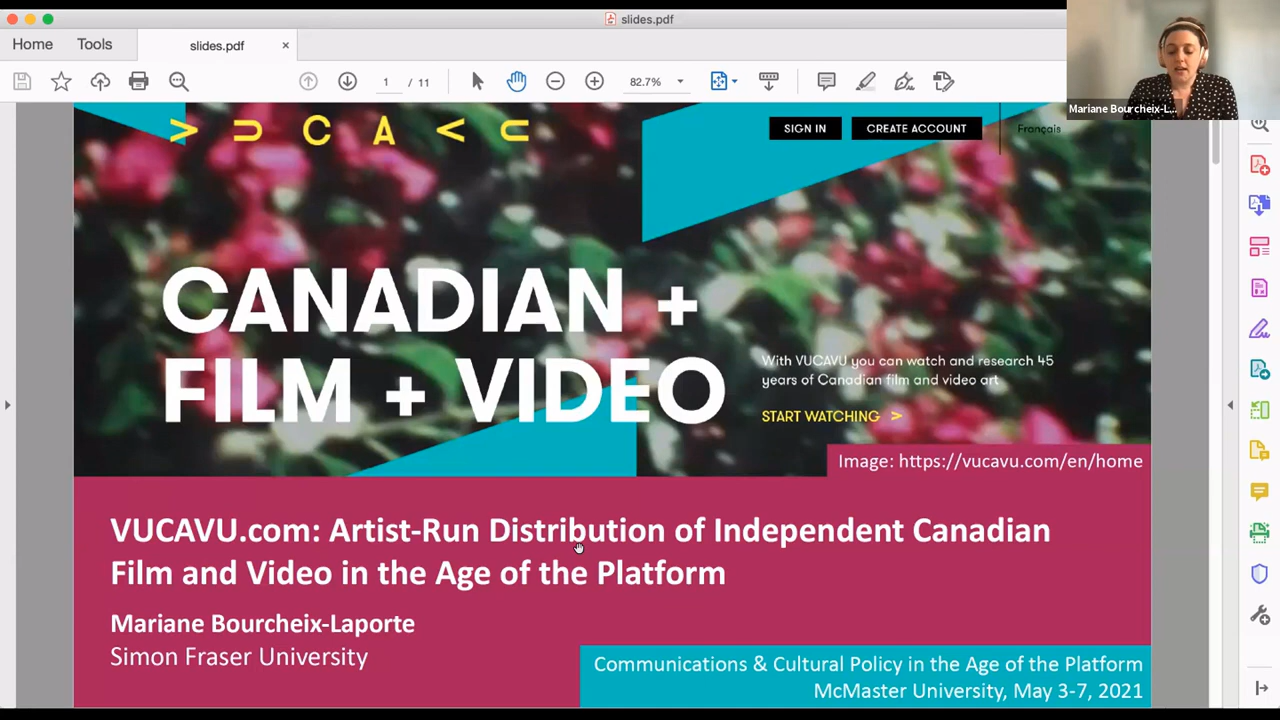 slides.pdf
Home
Tools
slides.pdf
1 / 11
82.7%
Mariane Bourcheix-L...
> ⊃ C A < ⊂
SIGN IN
CREATE ACCOUNT
Français
CANADIAN +
FILM + VIDEO
With VUCAVU you can watch and research 45
years of Canadian film and video art
START WATCHING >
Image: https://vucavu.com/en/home
VUCAVU.com: Artist-Run Distribution of Independent Canadian
Film and Video in the Age of the Platform
Mariane Bourcheix-Laporte
Simon Fraser University
Communications & Cultural Policy in the Age of the Platform
McMaster University, May 3-7, 2021